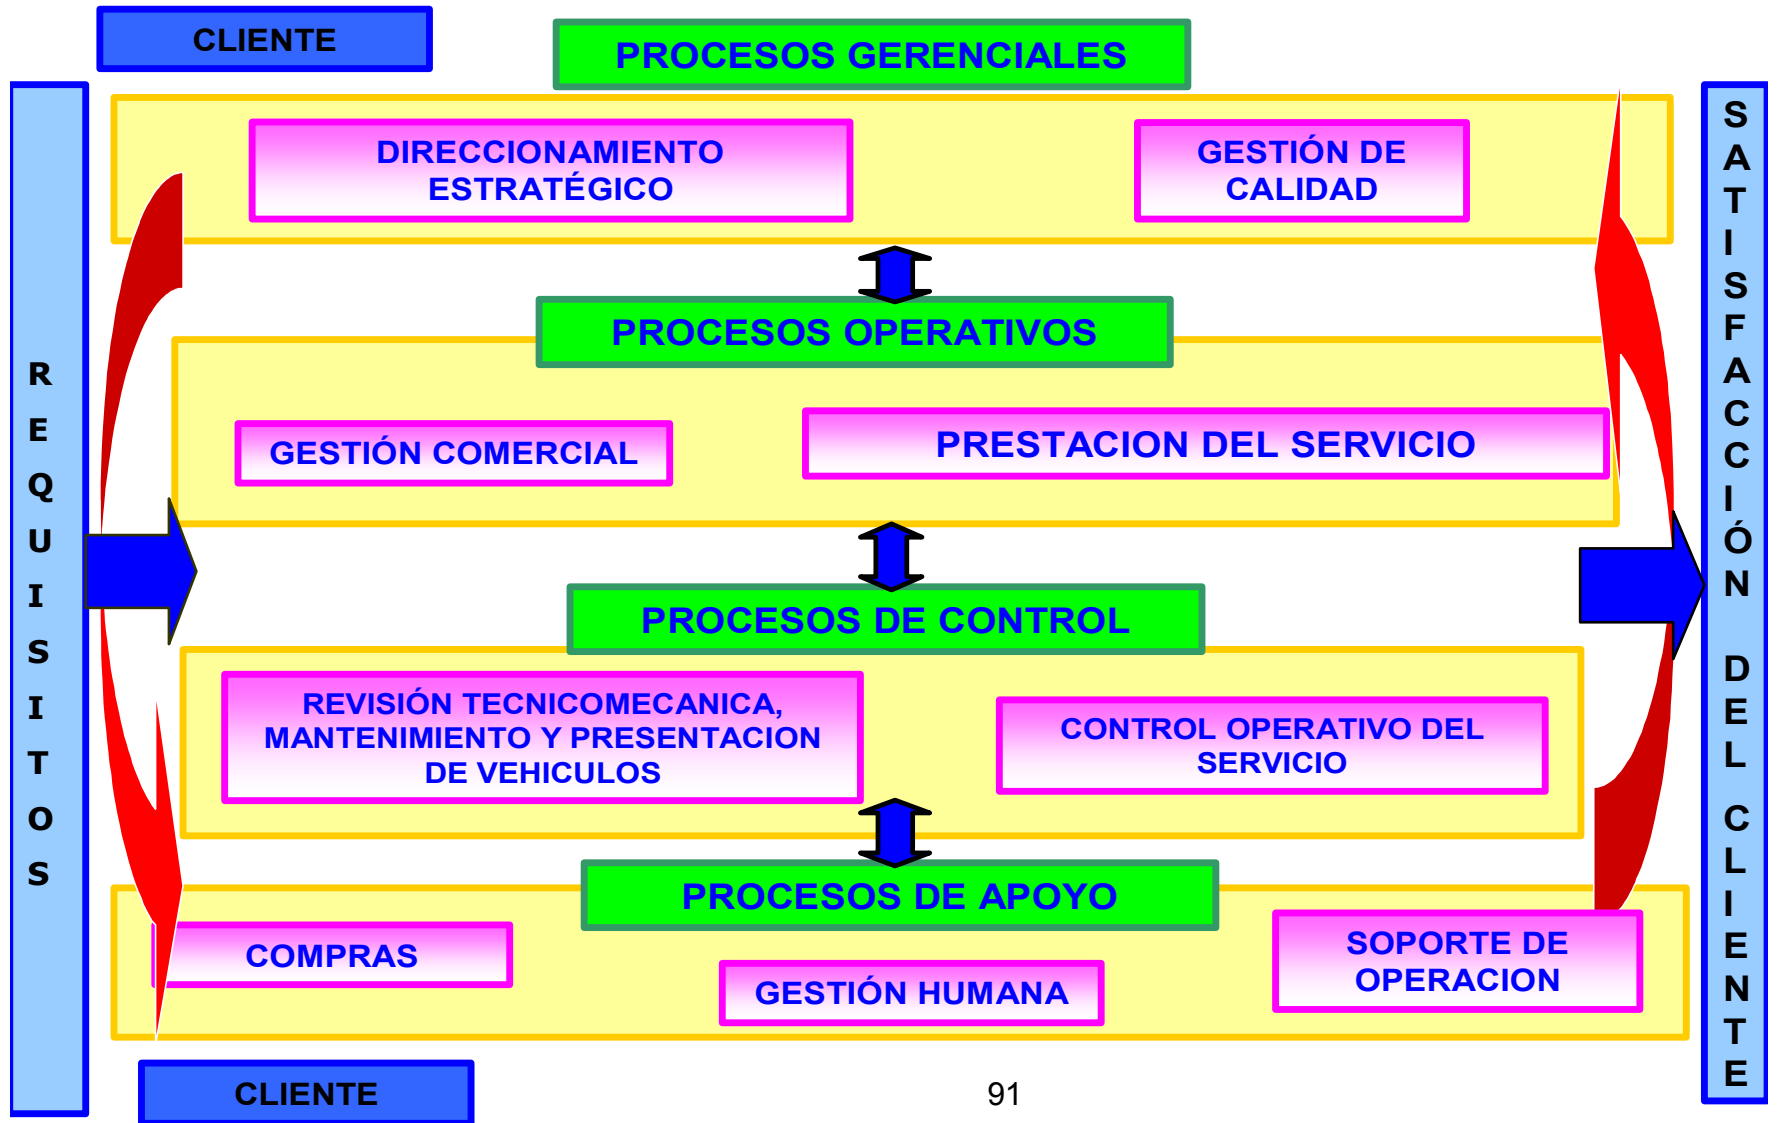 CLIENTE
PROCESOS GERENCIALES
DIRECCIONAMIENTO
ESTRATÉGICO
GESTIÓN DE
CALIDAD
PROCESOS OPERATIVOS
GESTIÓN COMERCIAL
PRESTACION DEL SERVICIO
PROCESOS DE CONTROL
REVISIÓN TECNICOMECANICA,
MANTENIMIENTO Y PRESENTACION
DE VEHICULOS
CONTROL OPERATIVO DEL
SERVICIO
PROCESOS DE APOYO
COMPRAS
GESTIÓN HUMANA
SOPORTE DE
OPERACION
REQUISITOS
SATISFACCIÓN DEL CLIENTE
CLIENTE
91